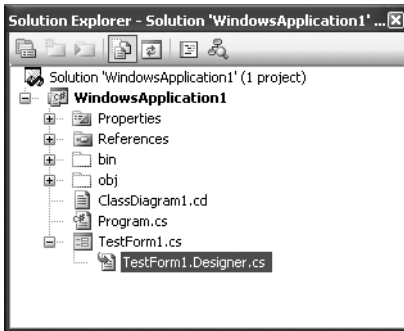 Solution Explorer - Solution 'WindowsApplication1' ...
Solution 'WindowsApplication1' (1 project)
WindowsApplication1
Properties
References
bin
obj
ClassDiagram1.cd
Program.cs
TestForm1.cs
TestForm1.Designer.cs